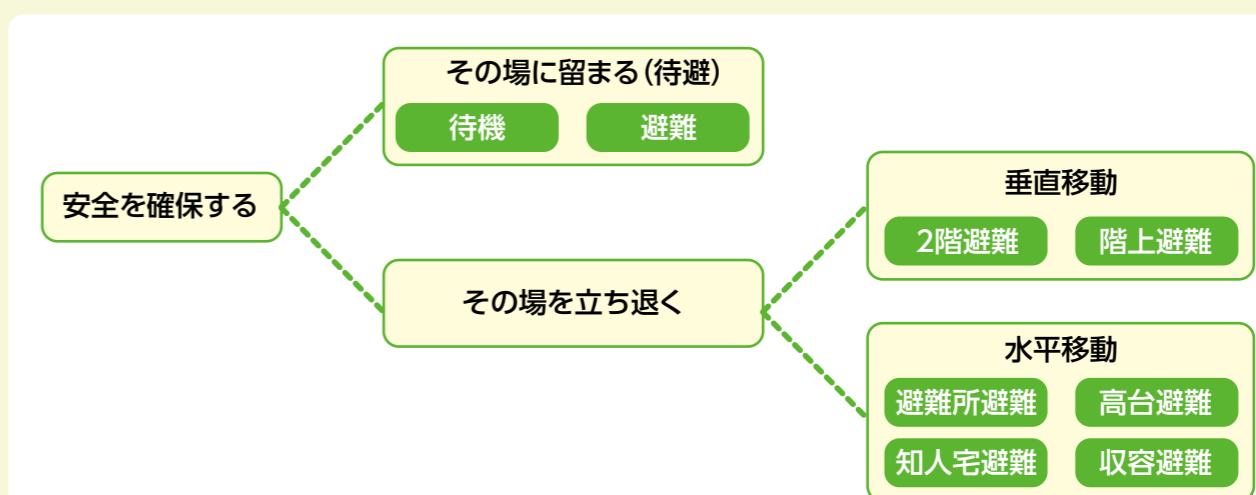 安全を確保する
その場に留まる（待避）
待機
避難
その場を立ち退く
垂直移動
2階避難
階上避難
水平移動
避難所避難
高台避難
知人宅避難
収容避難